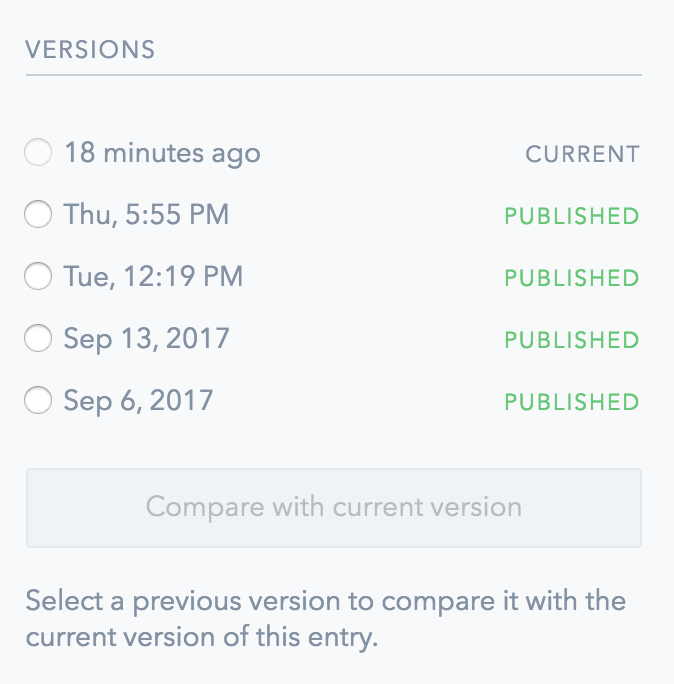 VERSIONS
18 minutes ago CURRENT
Thu, 5:55 PM PUBLISHED
Tue, 12:19 PM PUBLISHED
Sep 13, 2017 PUBLISHED
Sep 6, 2017 PUBLISHED
Compare with current version
Select a previous version to compare it with the
current version of this entry.